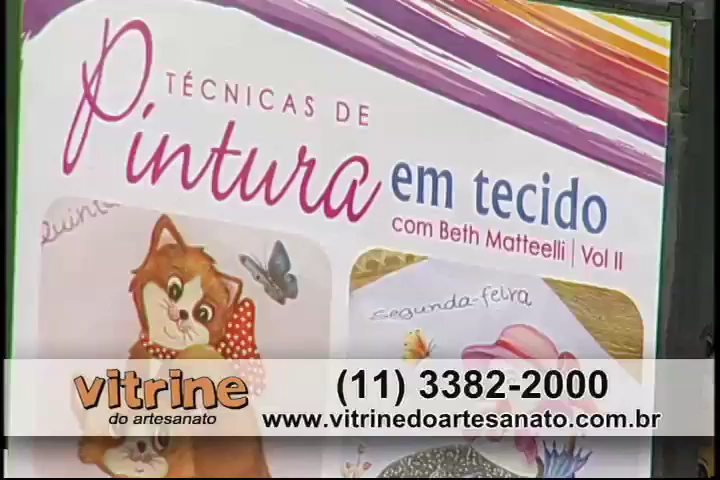 TÉCNICAS DE
Pintura em tecido
com Beth Matteelli | Vol II
Quinta
segunda-feira
vitrine
do artesanato
(11) 3382-2000
www.vitrinedoartesanato.com.br